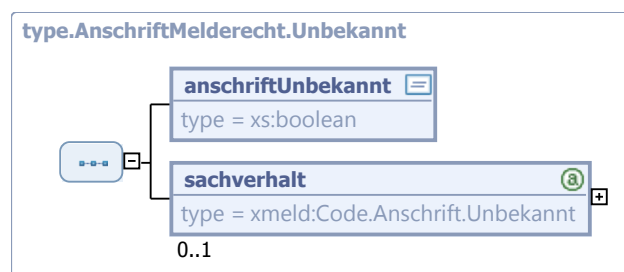 type.AnschriftMelderecht.Unbekannt
anschriftUnbekannt
type = xs:boolean
sachverhalt
type = xmeld:Code.Anschrift.Unbekannt
0..1